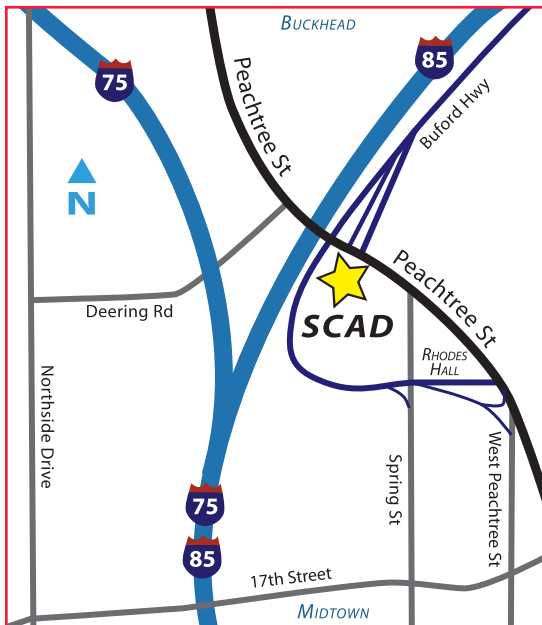 BUCKHEAD
75
85
Peachtree St
Buford Hwy
N
Peachtree St
Deering Rd
SCAD
RHODES
HALL
Northside Drive
Spring St
West Peachtree St
75
85
17th Street
MIDTOWN